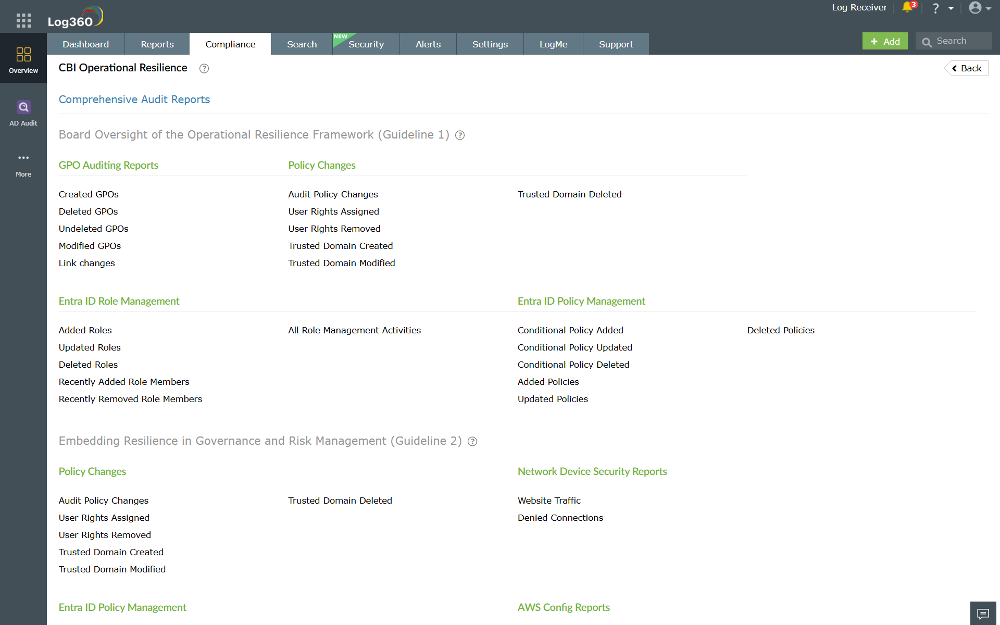 Log360
Log Receiver
3
?
Dashboard
Reports
Compliance
Search
NEW
Security
Alerts
Settings
LogMe
Support
+ Add
Search
Overview
AD Audit
More
CBI Operational Resilience ?
Back
Comprehensive Audit Reports
Board Oversight of the Operational Resilience Framework (Guideline 1) ?
GPO Auditing Reports
Created GPOs
Deleted GPOs
Undeleted GPOs
Modified GPOs
Link changes
Policy Changes
Audit Policy Changes
User Rights Assigned
User Rights Removed
Trusted Domain Created
Trusted Domain Modified
Trusted Domain Deleted
Entra ID Role Management
Added Roles
Updated Roles
Deleted Roles
Recently Added Role Members
Recently Removed Role Members
All Role Management Activities
Entra ID Policy Management
Conditional Policy Added
Conditional Policy Updated
Conditional Policy Deleted
Added Policies
Updated Policies
Deleted Policies
Embedding Resilience in Governance and Risk Management (Guideline 2) ?
Policy Changes
Audit Policy Changes
User Rights Assigned
User Rights Removed
Trusted Domain Created
Trusted Domain Modified
Trusted Domain Deleted
Network Device Security Reports
Website Traffic
Denied Connections
Entra ID Policy Management
AWS Config Reports